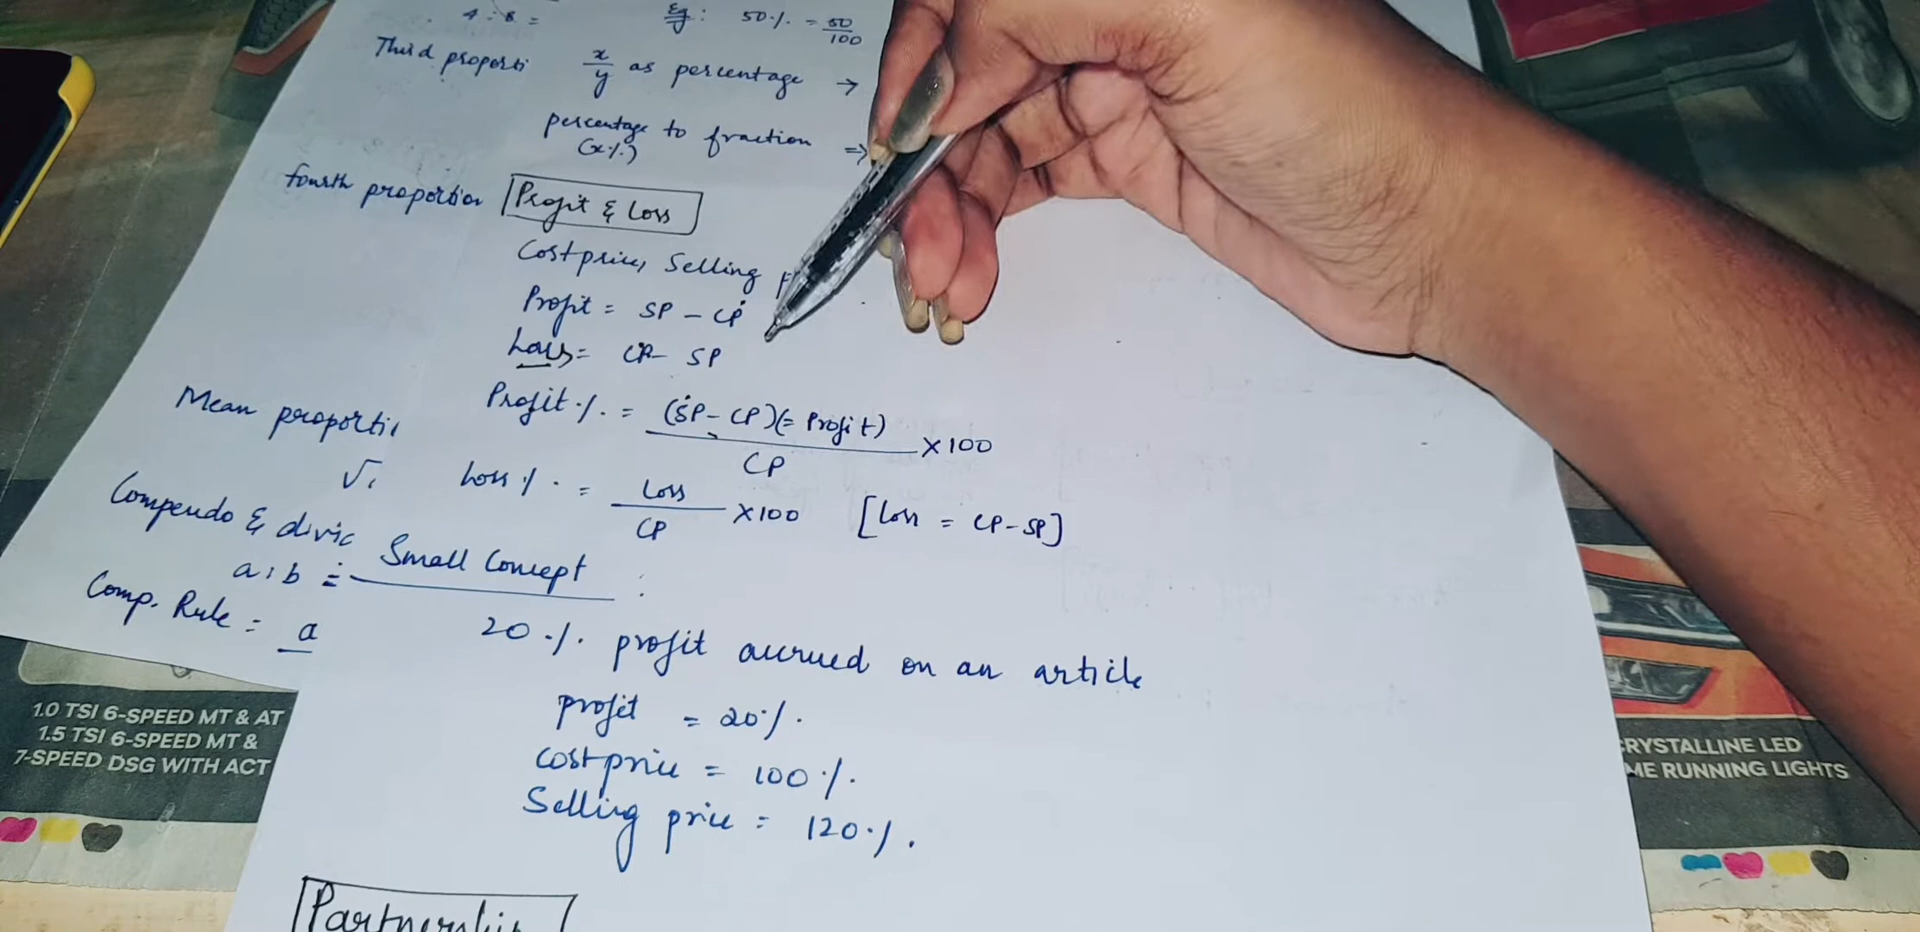 4 : 8 =
Third proporti
fourth proportion
Mean proporti
√
Compendo & divic
a : b =
Comp. Rule = a
Eg : 50 % = 50/100
x/y as percentage →
percentage to fraction ⇒
(x%)
Profit & Loss
Cost price, Selling
Profit = SP - CP
Loss = CP - SP
Profit % = (SP - CP)(= Profit)/CP × 100
Loss % = Loss/CP × 100 [Loss = CP - SP]
Small Concept :
20 % profit accrued on an article
profit = 20 %.
cost price = 100 %.
Selling price = 120 %.
Partnership
1.0 TSI 6-SPEED MT & AT
1.5 TSI 6-SPEED MT &
7-SPEED DSG WITH ACT
CRYSTALLINE LED
ME RUNNING LIGHTS